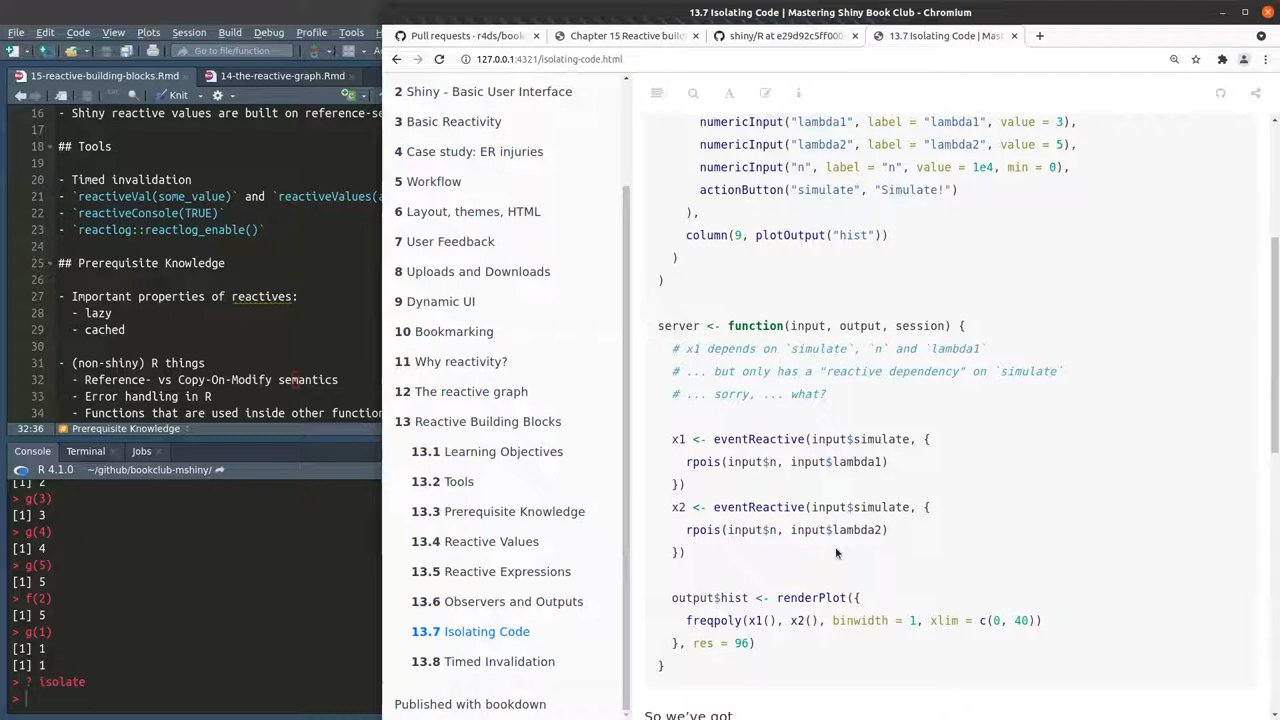 13.7 Isolating Code | Mastering Shiny Book Club - Chromium
File Edit Code View Plots Session Build Debug Profile Tools
Go to file/function
15-reactive-building-blocks.Rmd
14-the-reactive-graph.Rmd
Knit
16 - Shiny reactive values are built on reference-se
17
18 ## Tools
19
20 - Timed invalidation
21 - `reactiveVal(some_value)` and `reactiveValues(a
22 - `reactiveConsole(TRUE)`
23 - `reactlog::reactlog_enable()`
24
25 ## Prerequisite Knowledge
26
27 - Important properties of reactives:
28 - lazy
29 - cached
30
31 - (non-shiny) R things
32 - Reference- vs Copy-On-Modify semantics
33 - Error handling in R
34 - Functions that are used inside other function
32:36 # Prerequisite Knowledge
Console Terminal Jobs
R 4.1.0 · ~/github/bookclub-mshiny/
[1] 2
> g(3)
[1] 3
> g(4)
[1] 4
> g(5)
[1] 5
> f(2)
[1] 5
> g(1)
[1] 1
[1] 1
> ? isolate
>
Pull requests · r4ds/book
Chapter 15 Reactive build
shiny/R at e29d92c5ff000
13.7 Isolating Code | Mast
127.0.0.1:4321/isolating-code.html
2 Shiny - Basic User Interface
3 Basic Reactivity
4 Case study: ER injuries
5 Workflow
6 Layout, themes, HTML
7 User Feedback
8 Uploads and Downloads
9 Dynamic UI
10 Bookmarking
11 Why reactivity?
12 The reactive graph
13 Reactive Building Blocks
13.1 Learning Objectives
13.2 Tools
13.3 Prerequisite Knowledge
13.4 Reactive Values
13.5 Reactive Expressions
13.6 Observers and Outputs
13.7 Isolating Code
13.8 Timed Invalidation
Published with bookdown
numericInput("lambda1", label = "lambda1", value = 3),
numericInput("lambda2", label = "lambda2", value = 5),
numericInput("n", label = "n", value = 1e4, min = 0),
actionButton("simulate", "Simulate!")
),
column(9, plotOutput("hist"))
)
)
server <- function(input, output, session) {
# x1 depends on `simulate`, `n` and `lambda1`
# ... but only has a "reactive dependency" on `simulate`
# ... sorry, ... what?
x1 <- eventReactive(input$simulate, {
rpois(input$n, input$lambda1)
})
x2 <- eventReactive(input$simulate, {
rpois(input$n, input$lambda2)
})
output$hist <- renderPlot({
freqpoly(x1(), x2(), binwidth = 1, xlim = c(0, 40))
}, res = 96)
}
So we've got